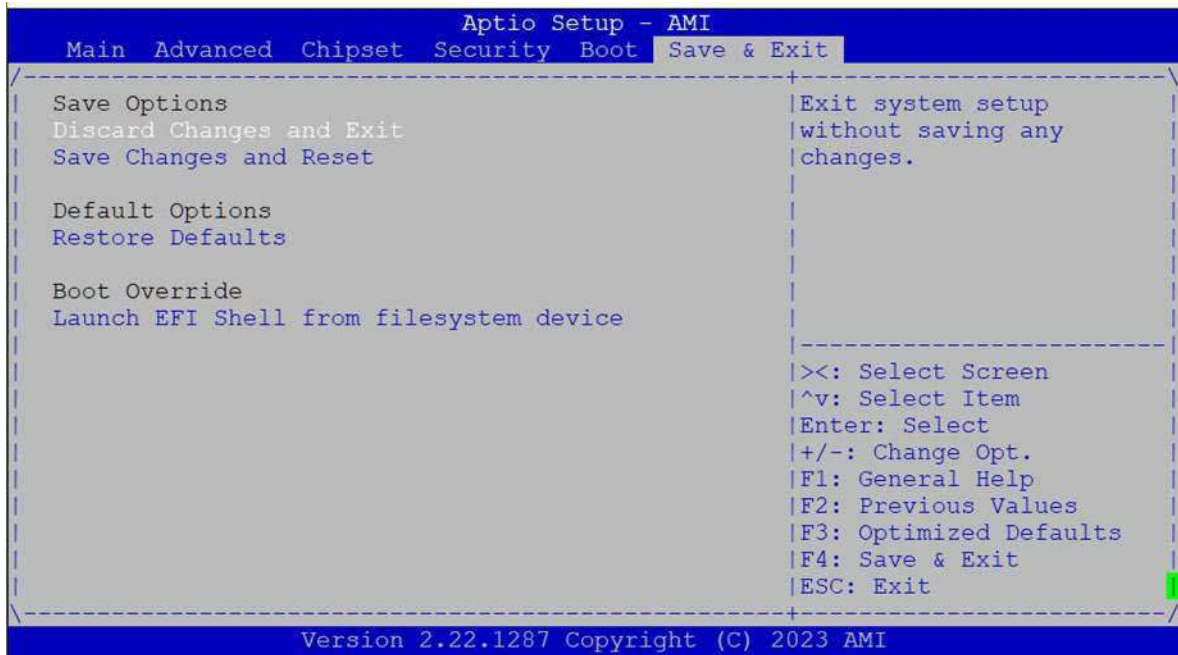 Aptio Setup - AMI
Main Advanced Chipset Security Boot Save & Exit
Save Options
Discard Changes and Exit
Save Changes and Reset
Default Options
Restore Defaults
Boot Override
Launch EFI Shell from filesystem device
Exit system setup
without saving any
changes.
><: Select Screen
^v: Select Item
Enter: Select
+/-: Change Opt.
F1: General Help
F2: Previous Values
F3: Optimized Defaults
F4: Save & Exit
ESC: Exit
Version 2.22.1287 Copyright (C) 2023 AMI